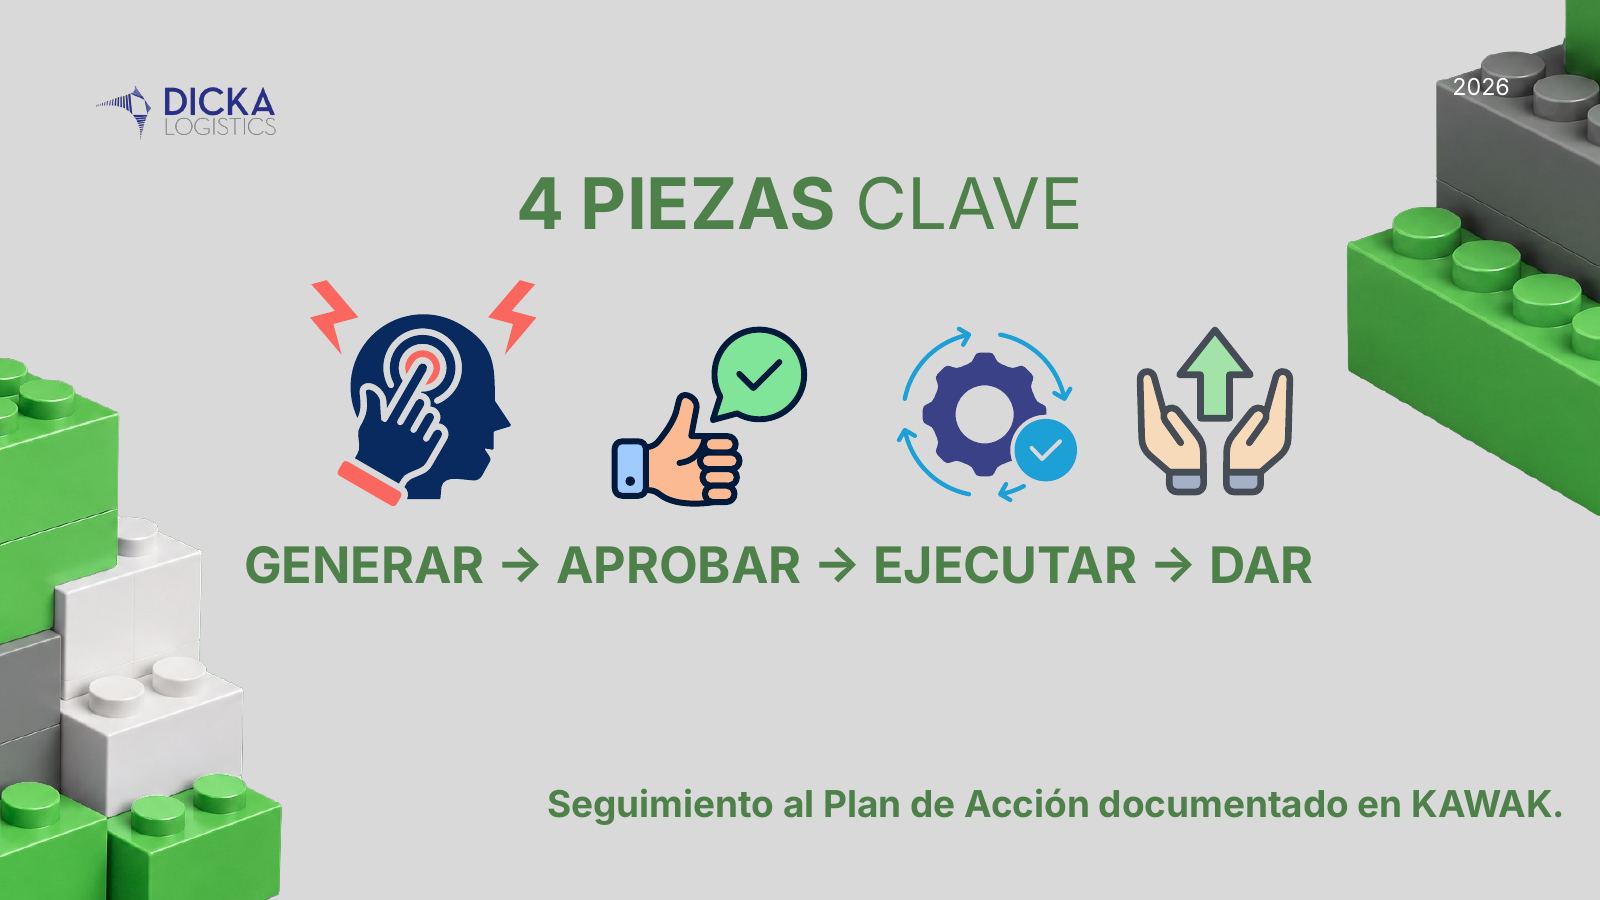 DICKA
LOGISTICS
2026
4 PIEZAS CLAVE
GENERAR → APROBAR → EJECUTAR → DAR
Seguimiento al Plan de Acción documentado en KAWAK.